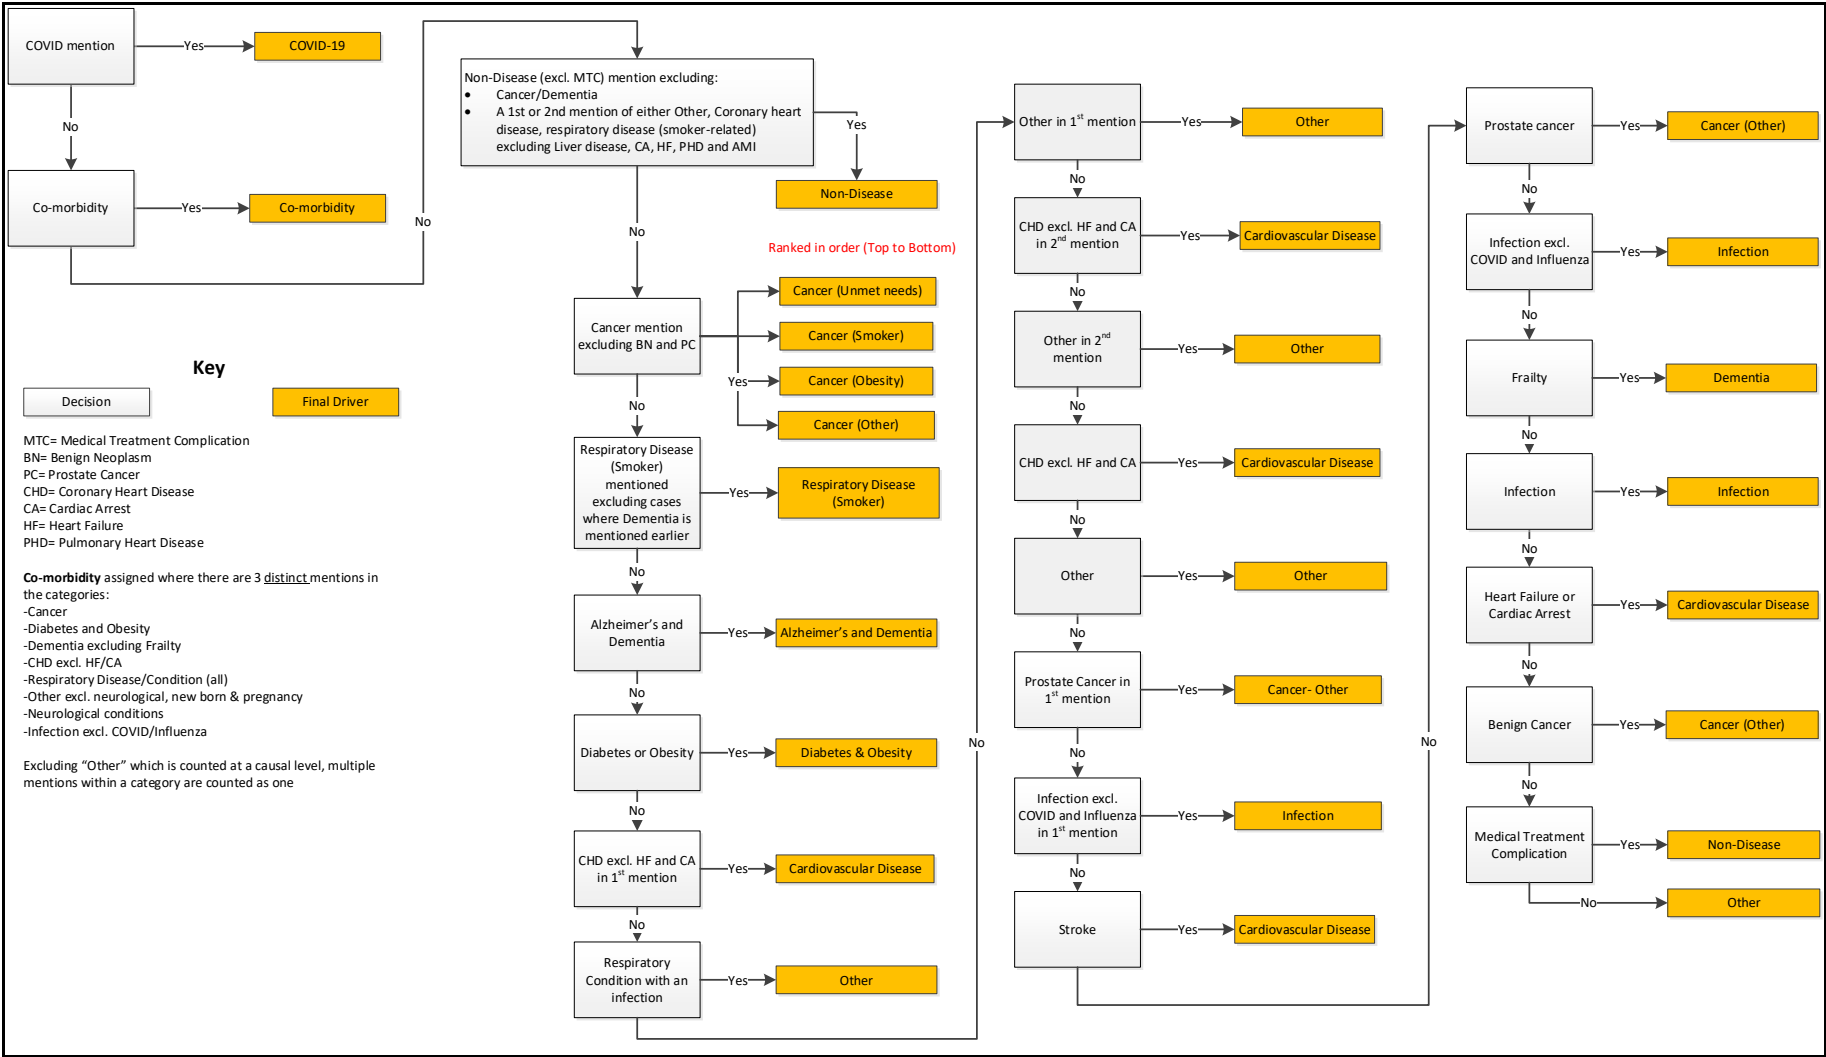 COVID mention
Yes
COVID-19
No
Co-morbidity
Yes
Co-morbidity
No
Key
Decision
Final Driver
MTC= Medical Treatment Complication
BN= Benign Neoplasm
PC= Prostate Cancer
CHD= Coronary Heart Disease
CA= Cardiac Arrest
HF= Heart Failure
PHD= Pulmonary Heart Disease
Co-morbidity assigned where there are 3 distinct mentions in
the categories:
-Cancer
-Diabetes and Obesity
-Dementia excluding Frailty
-CHD excl. HF/CA
-Respiratory Disease/Condition (all)
-Other excl. neurological, new born & pregnancy
-Neurological conditions
-Infection excl. COVID/Influenza
Excluding “Other” which is counted at a causal level, multiple
mentions within a category are counted as one
Non-Disease (excl. MTC) mention excluding:
• Cancer/Dementia
• A 1st or 2nd mention of either Other, Coronary heart
disease, respiratory disease (smoker-related)
excluding Liver disease, CA, HF, PHD and AMI
Yes
Non-Disease
No
Ranked in order (Top to Bottom)
Cancer mention
excluding BN and PC
Yes
Cancer (Unmet needs)
Cancer (Smoker)
Cancer (Obesity)
Cancer (Other)
No
Respiratory Disease
(Smoker)
mentioned
excluding cases
where Dementia is
mentioned earlier
Yes
Respiratory Disease
(Smoker)
No
Alzheimer’s and
Dementia
Yes
Alzheimer’s and Dementia
No
Diabetes or Obesity
Yes
Diabetes & Obesity
No
CHD excl. HF and CA
in 1st mention
Yes
Cardiovascular Disease
No
Respiratory
Condition with an
infection
Yes
Other
No
Other in 1st mention
Yes
Other
No
CHD excl. HF and CA
in 2nd mention
Yes
Cardiovascular Disease
No
Other in 2nd
mention
Yes
Other
No
CHD excl. HF and CA
Yes
Cardiovascular Disease
No
Other
Yes
Other
No
Prostate Cancer in
1st mention
Yes
Cancer- Other
No
Infection excl.
COVID and Influenza
in 1st mention
Yes
Infection
No
Stroke
Yes
Cardiovascular Disease
No
Prostate cancer
Yes
Cancer (Other)
No
Infection excl.
COVID and Influenza
Yes
Infection
No
Frailty
Yes
Dementia
No
Infection
Yes
Infection
No
Heart Failure or
Cardiac Arrest
Yes
Cardiovascular Disease
No
Benign Cancer
Yes
Cancer (Other)
No
Medical Treatment
Complication
Yes
Non-Disease
No
Other